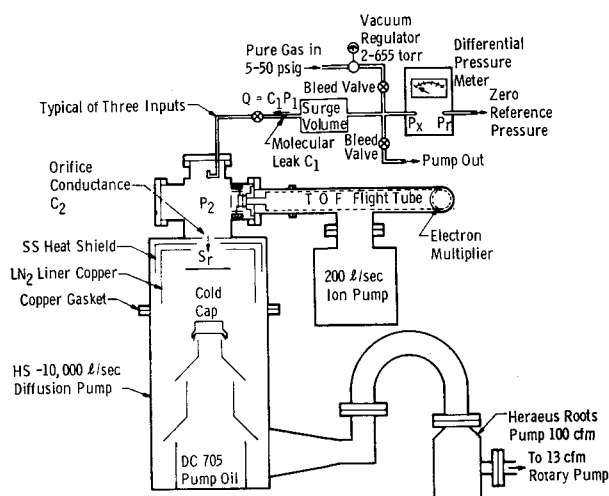 Vacuum
Regulator
2-655 torr
Pure Gas in
5-50 psig
Differential
Pressure
Meter
Bleed Valve
Typical of Three Inputs
Q = C1P1
Surge
Volume
Px
Pr
Zero
Reference
Pressure
Molecular
Leak C1
Bleed
Valve
Pump Out
Orifice
Conductance
C2
P2
T O F Flight Tube
Electron
Multiplier
SS Heat Shield
Sr
LN2 Liner Copper
Copper Gasket
Cold
Cap
200 ℓ/sec
Ion Pump
HS -10,000 ℓ/sec
Diffusion Pump
Heraeus Roots
Pump 100 cfm
To 13 cfm
Rotary Pump
DC 705
Pump Oil